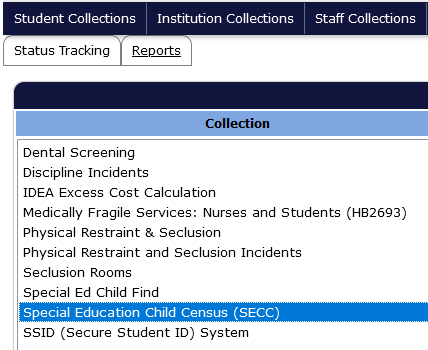 Student Collections Institution Collections Staff Collections
Status Tracking Reports
Collection
Dental Screening
Discipline Incidents
IDEA Excess Cost Calculation
Medically Fragile Services: Nurses and Students (HB2693)
Physical Restraint & Seclusion
Physical Restraint and Seclusion Incidents
Seclusion Rooms
Special Ed Child Find
Special Education Child Census (SECC)
SSID (Secure Student ID) System